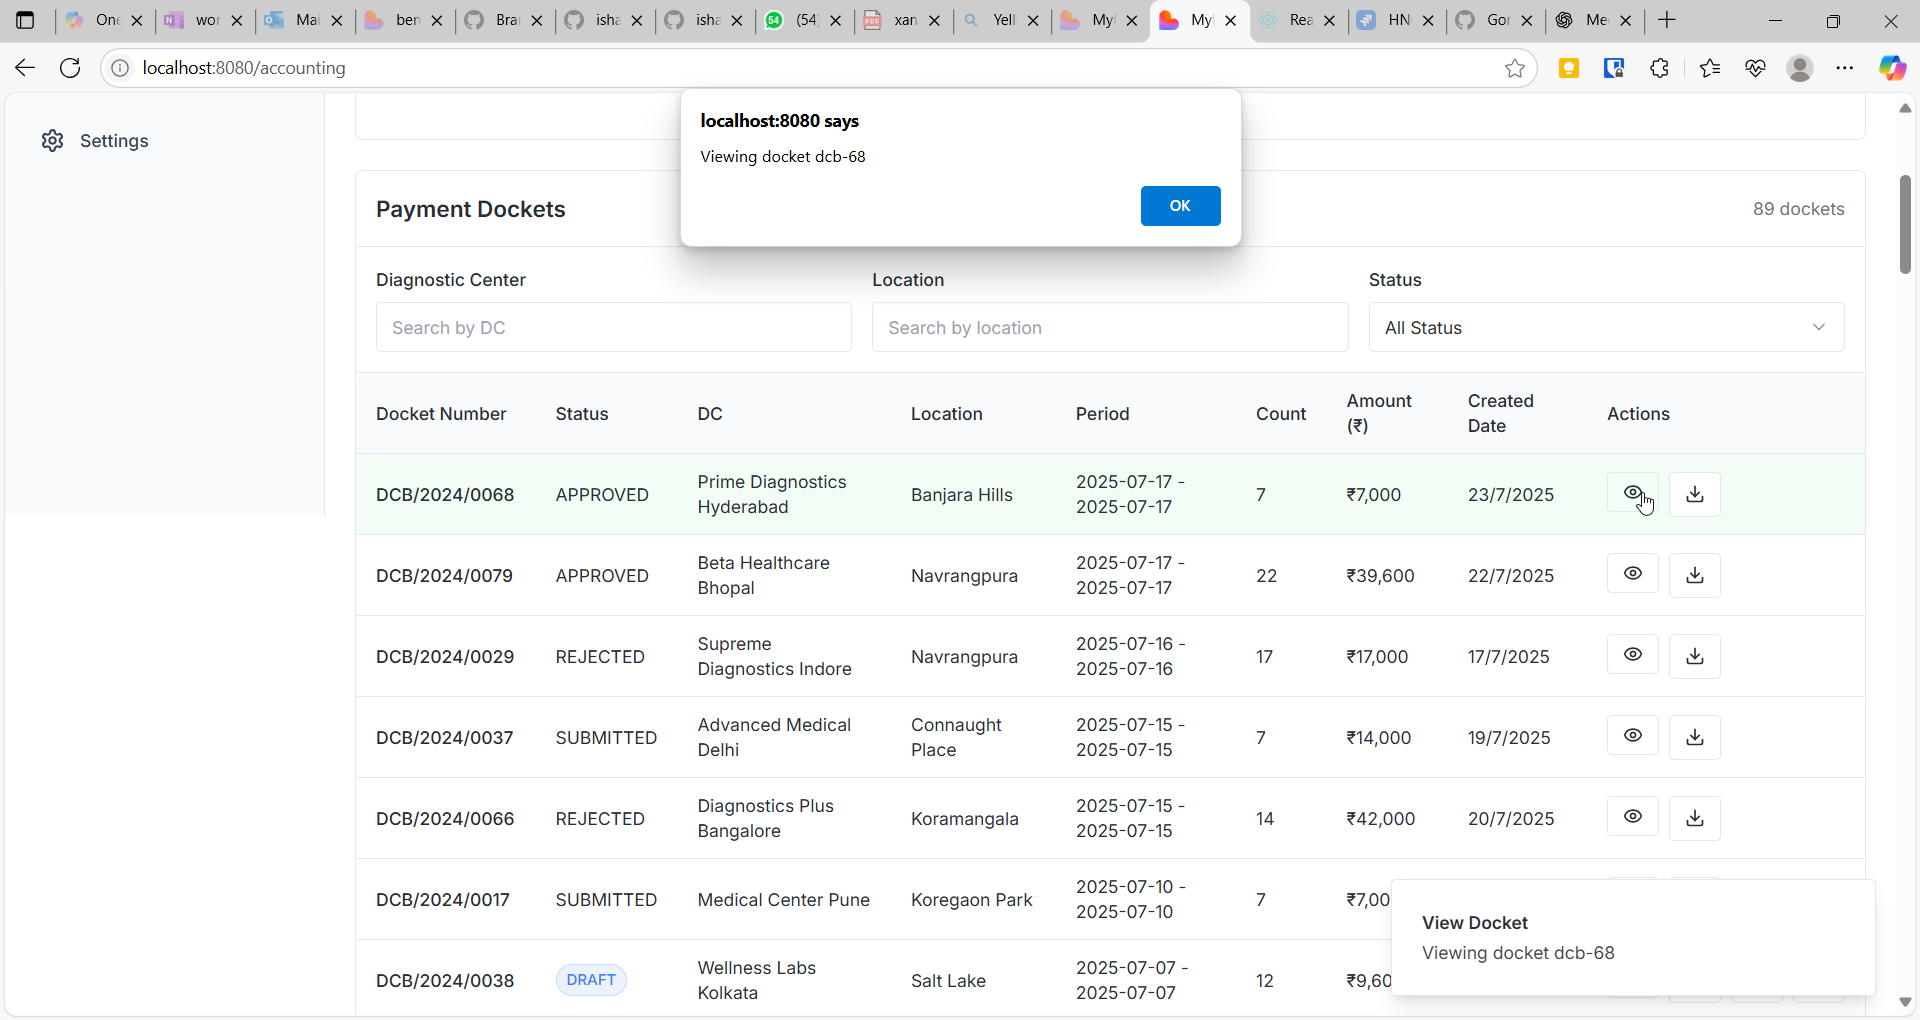 One
wor
Mai
ben
Bra
isha
isha
(54)
xan
Yell
My
My
Rea
HN
Gor
Me
localhost:8080/accounting
localhost:8080 says
Viewing docket dcb-68
OK
Settings
Payment Dockets
89 dockets
Diagnostic Center
Location
Status
Search by DC
Search by location
All Status
Docket Number Status DC Location Period Count Amount (₹) Created Date Actions
DCB/2024/0068 APPROVED Prime Diagnostics Hyderabad Banjara Hills 2025-07-17 - 2025-07-17 7 ₹7,000 23/7/2025
DCB/2024/0079 APPROVED Beta Healthcare Bhopal Navrangpura 2025-07-17 - 2025-07-17 22 ₹39,600 22/7/2025
DCB/2024/0029 REJECTED Supreme Diagnostics Indore Navrangpura 2025-07-16 - 2025-07-16 17 ₹17,000 17/7/2025
DCB/2024/0037 SUBMITTED Advanced Medical Delhi Connaught Place 2025-07-15 - 2025-07-15 7 ₹14,000 19/7/2025
DCB/2024/0066 REJECTED Diagnostics Plus Bangalore Koramangala 2025-07-15 - 2025-07-15 14 ₹42,000 20/7/2025
DCB/2024/0017 SUBMITTED Medical Center Pune Koregaon Park 2025-07-10 - 2025-07-10 7 ₹7,00
DCB/2024/0038 DRAFT Wellness Labs Kolkata Salt Lake 2025-07-07 - 2025-07-07 12 ₹9,60
View Docket
Viewing docket dcb-68